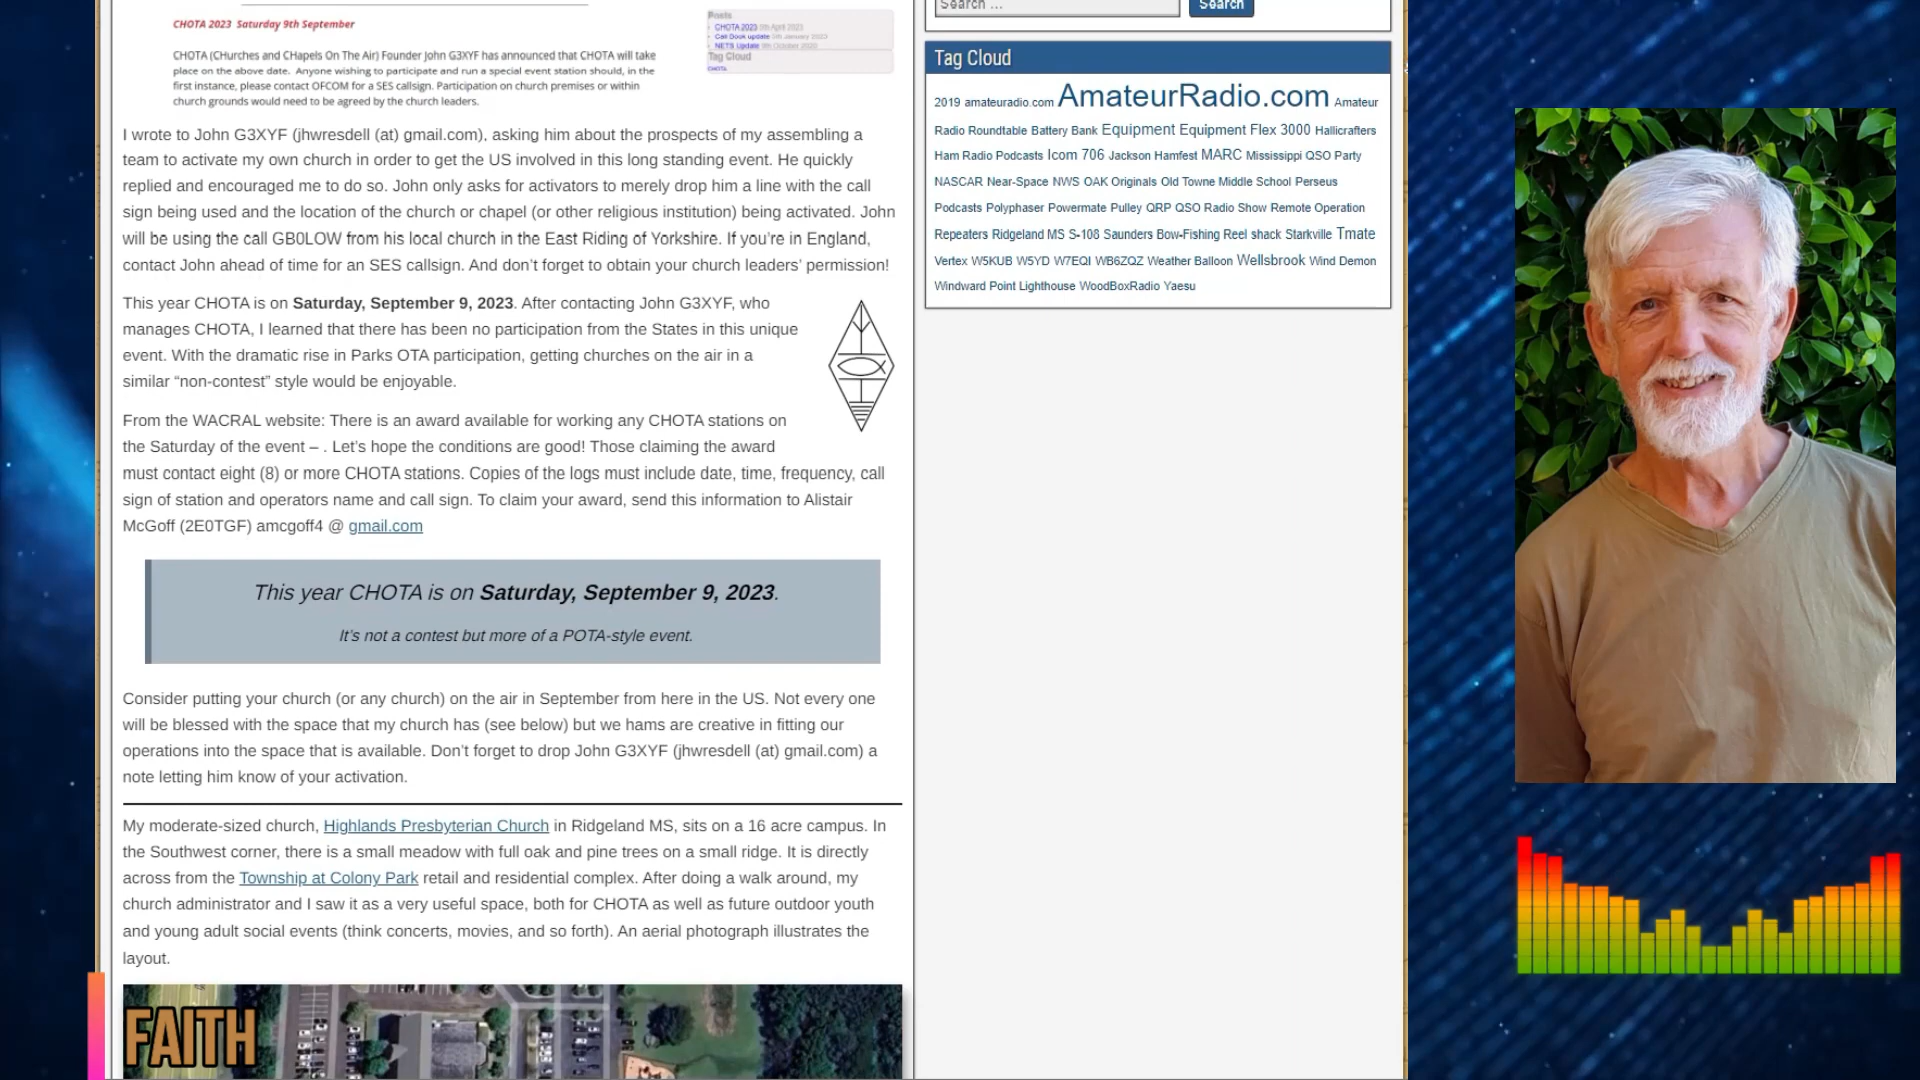 CHOTA 2023  Saturday 9th September
CHOTA (CHurches and CHapels On The Air) Founder John G3XYF has announced that CHOTA will take
place on the above date.  Anyone wishing to participate and run a special event station should, in the
first instance, please contact OFCOM for a SES callsign. Participation on church premises or within
church grounds would need to be agreed by the church leaders.
Posts
CHOTA 2023 5th April 2023
Call Book update 5th January 2023
NETS Update 9th October 2020
Tag Cloud
CHOTA
I wrote to John G3XYF (jhwresdell (at) gmail.com), asking him about the prospects of my assembling a
team to activate my own church in order to get the US involved in this long standing event. He quickly
replied and encouraged me to do so. John only asks for activators to merely drop him a line with the call
sign being used and the location of the church or chapel (or other religious institution) being activated. John
will be using the call GB0LOW from his local church in the East Riding of Yorkshire. If you’re in England,
contact John ahead of time for an SES callsign. And don’t forget to obtain your church leaders’ permission!
This year CHOTA is on Saturday, September 9, 2023. After contacting John G3XYF, who
manages CHOTA, I learned that there has been no participation from the States in this unique
event. With the dramatic rise in Parks OTA participation, getting churches on the air in a
similar “non-contest” style would be enjoyable.
From the WACRAL website: There is an award available for working any CHOTA stations on
the Saturday of the event – . Let’s hope the conditions are good! Those claiming the award
must contact eight (8) or more CHOTA stations. Copies of the logs must include date, time, frequency, call
sign of station and operators name and call sign. To claim your award, send this information to Alistair
McGoff (2E0TGF) amcgoff4 @ gmail.com
This year CHOTA is on Saturday, September 9, 2023.
It’s not a contest but more of a POTA-style event.
Consider putting your church (or any church) on the air in September from here in the US. Not every one
will be blessed with the space that my church has (see below) but we hams are creative in fitting our
operations into the space that is available. Don’t forget to drop John G3XYF (jhwresdell (at) gmail.com) a
note letting him know of your activation.
My moderate-sized church, Highlands Presbyterian Church in Ridgeland MS, sits on a 16 acre campus. In
the Southwest corner, there is a small meadow with full oak and pine trees on a small ridge. It is directly
across from the Township at Colony Park retail and residential complex. After doing a walk around, my
church administrator and I saw it as a very useful space, both for CHOTA as well as future outdoor youth
and young adult social events (think concerts, movies, and so forth). An aerial photograph illustrates the
layout.
FAITH
Search ...
Search
Tag Cloud
2019 amateuradio.com AmateurRadio.com Amateur
Radio Roundtable Battery Bank Equipment Equipment Flex 3000 Hallicrafters
Ham Radio Podcasts Icom 706 Jackson Hamfest MARC Mississippi QSO Party
NASCAR Near-Space NWS OAK Originals Old Towne Middle School Perseus
Podcasts Polyphaser Powermate Pulley QRP QSO Radio Show Remote Operation
Repeaters Ridgeland MS S-108 Saunders Bow-Fishing Reel shack Starkville Tmate
Vertex W5KUB W5YD W7EQI WB6ZQZ Weather Balloon Wellsbrook Wind Demon
Windward Point Lighthouse WoodBoxRadio Yaesu